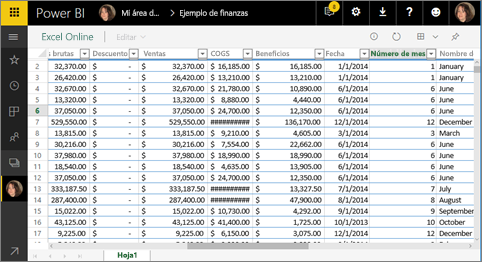 Power BI Mi área d... > Ejemplo de finanzas 8
Excel Online Editar
s brutas Descuento Ventas COGS Beneficios Fecha Número de mes Nombre d
2 32,370.00 $ - $ 32,370.00 $ 16,185.00 $ 16,185.00 1/1/2014 1 January
3 26,420.00 $ - $ 26,420.00 $ 13,210.00 $ 13,210.00 1/1/2014 1 January
4 32,670.00 $ - $ 32,670.00 $ 21,780.00 $ 10,890.00 6/1/2014 6 June
5 13,320.00 $ - $ 13,320.00 $ 8,880.00 $ 4,440.00 6/1/2014 6 June
6 37,050.00 $ - $ 37,050.00 $ 24,700.00 $ 12,350.00 6/1/2014 6 June
7 529,550.00 $ - $ 529,550.00 ########## $ 136,170.00 12/1/2014 12 December
8 13,815.00 $ - $ 13,815.00 $ 9,210.00 $ 4,605.00 3/1/2014 3 March
9 30,216.00 $ - $ 30,216.00 $ 7,554.00 $ 22,662.00 6/1/2014 6 June
10 37,980.00 $ - $ 37,980.00 $ 18,990.00 $ 18,990.00 6/1/2014 6 June
11 18,540.00 $ - $ 18,540.00 $ 4,635.00 $ 13,905.00 6/1/2014 6 June
12 37,050.00 $ - $ 37,050.00 $ 24,700.00 $ 12,350.00 6/1/2014 6 June
13 333,187.50 $ - $ 333,187.50 ########## $ 13,327.50 7/1/2014 7 July
14 287,400.00 $ - $ 287,400.00 ########## $ 47,900.00 8/1/2014 8 August
15 15,022.00 $ - $ 15,022.00 $ 10,730.00 $ 4,292.00 9/1/2014 9 September
16 43,125.00 $ - $ 43,125.00 $ 41,400.00 $ 1,725.00 10/1/2013 10 October
17 9,225.00 $ - $ 9,225.00 $ 6,150.00 $ 3,075.00 12/1/2014 12 December
Hoja1